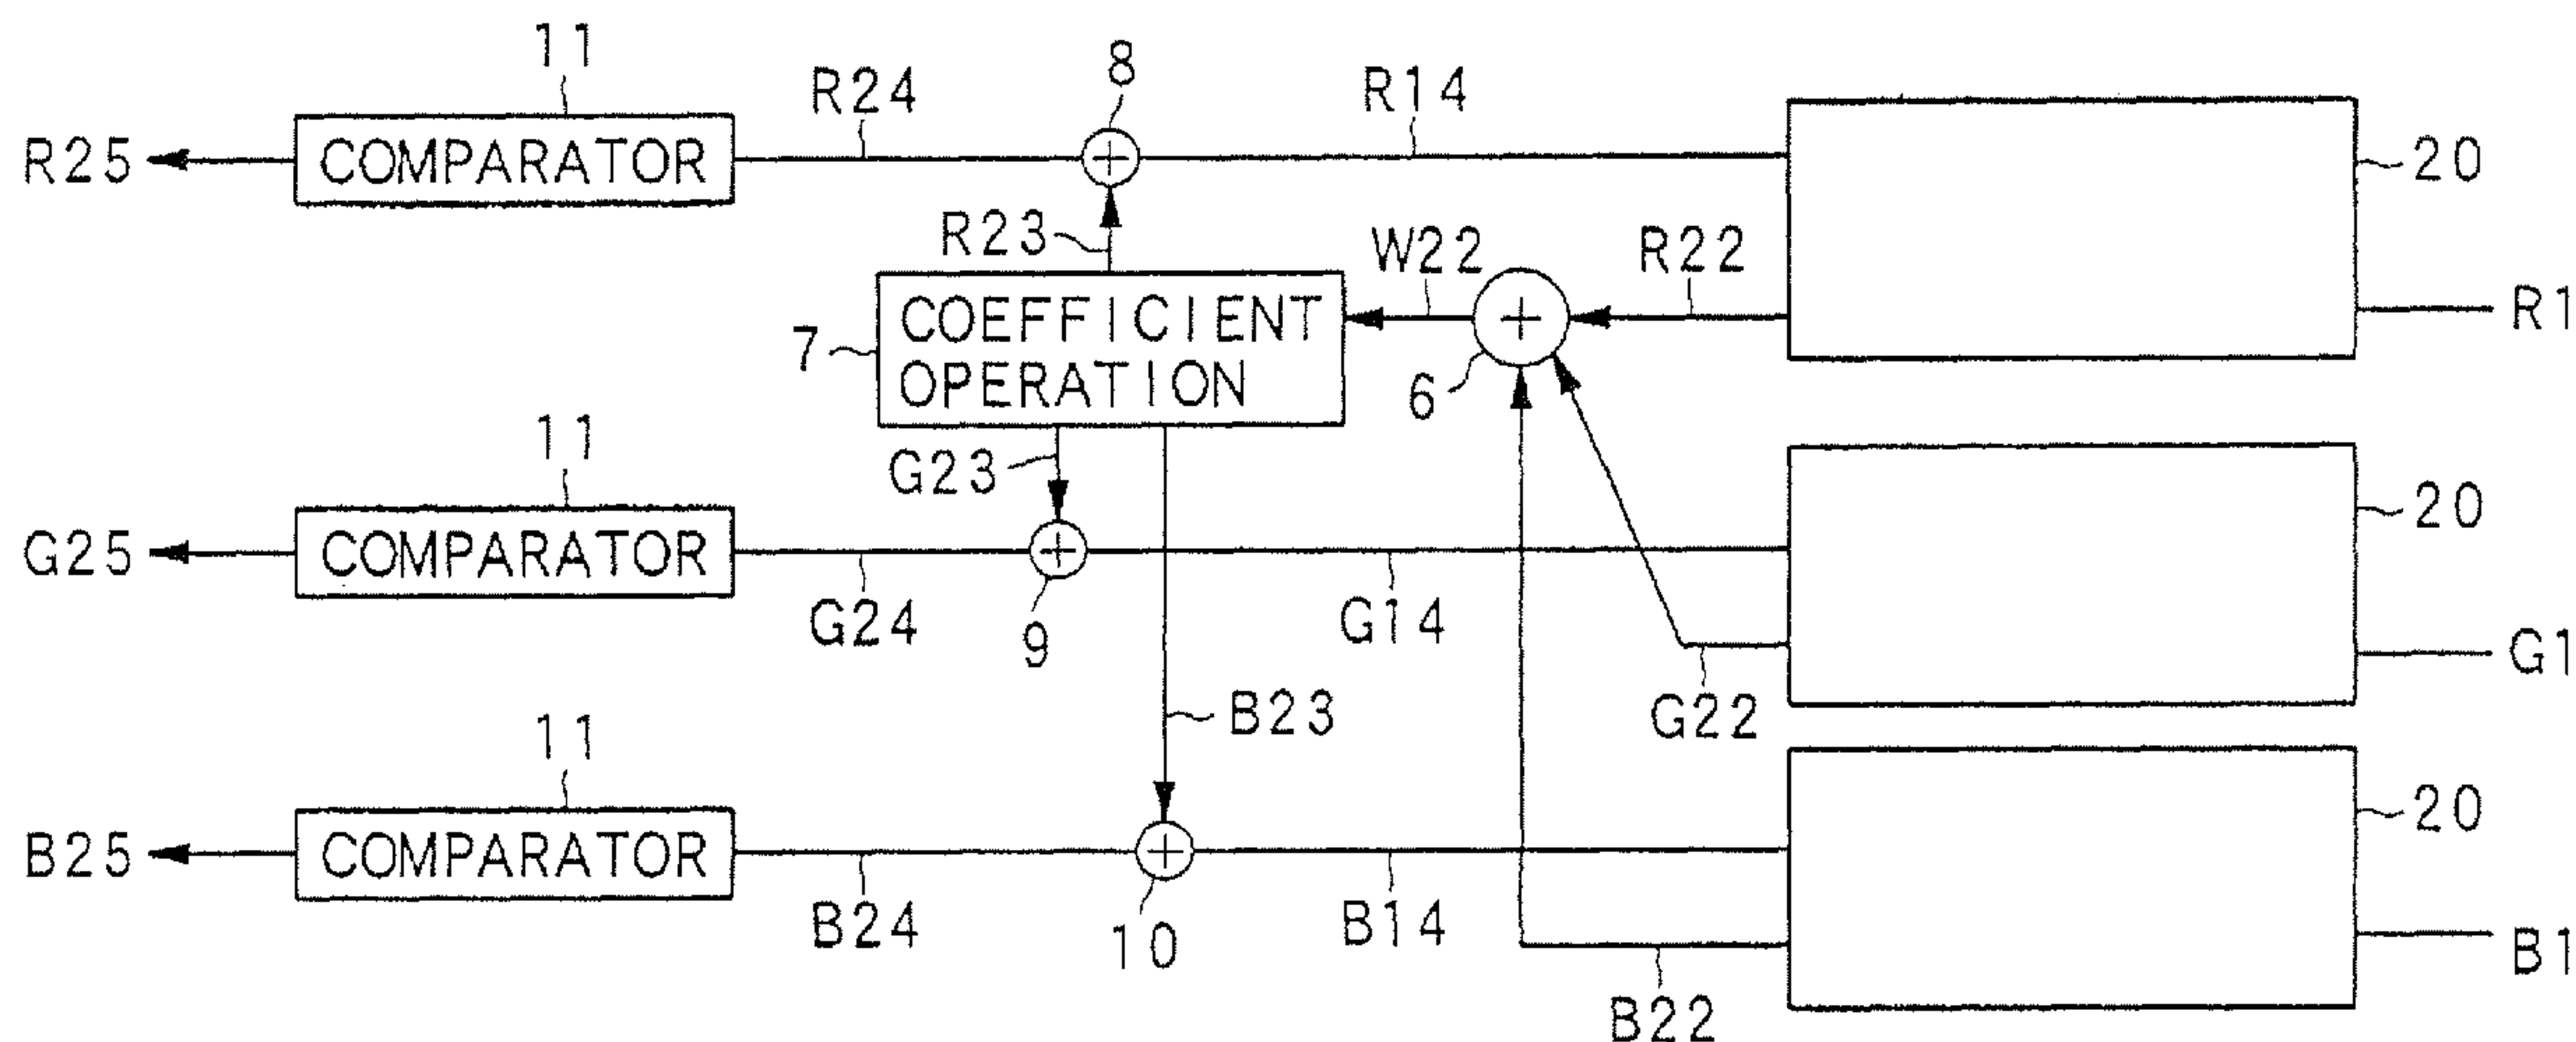 11
8
R24
R14
R25
COMPARATOR
20
R23
W22
R22
R1
COEFFICIENT
OPERATION
7
6
11
G23
20
G25
COMPARATOR
G24
9
G14
G1
G22
B23
11
20
B25
COMPARATOR
B24
10
B14
B1
B22